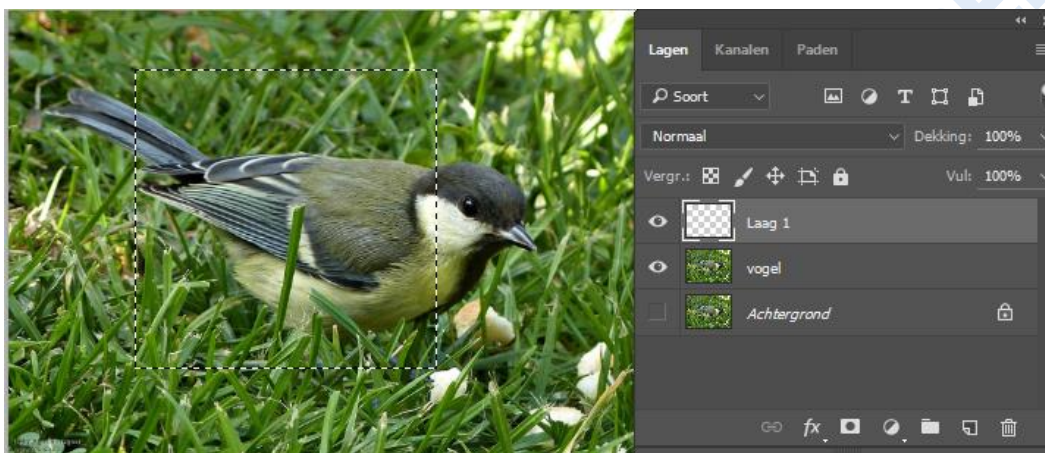 Lagen Kanalen Paden
Soort
Normaal Dekking: 100%
Vergr.: Vul: 100%
Laag 1
vogel
Achtergrond
fx